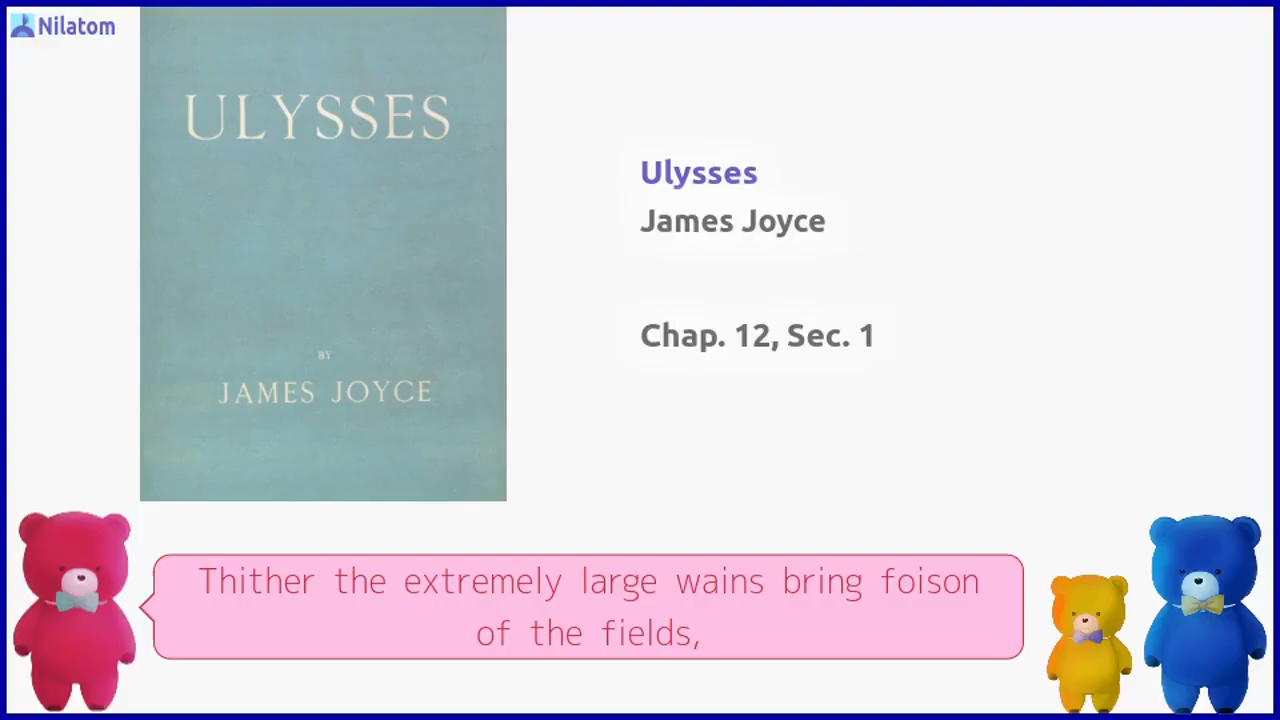 Nilatom
ULYSSES
BY
JAMES JOYCE
Ulysses
James Joyce
Chap. 12, Sec. 1
Thither the extremely large wains bring foison
of the fields,